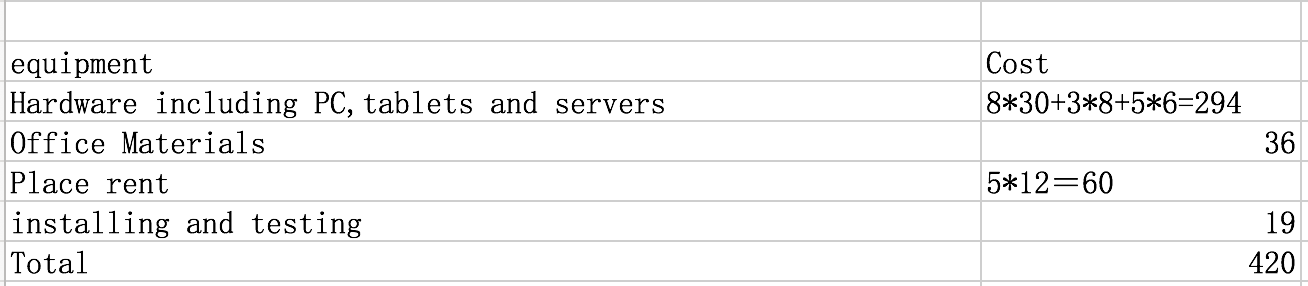 equipment Cost
Hardware including PC,tablets and servers 8*30+3*8+5*6=294
Office Materials 36
Place rent 5*12＝60
installing and testing 19
Total 420